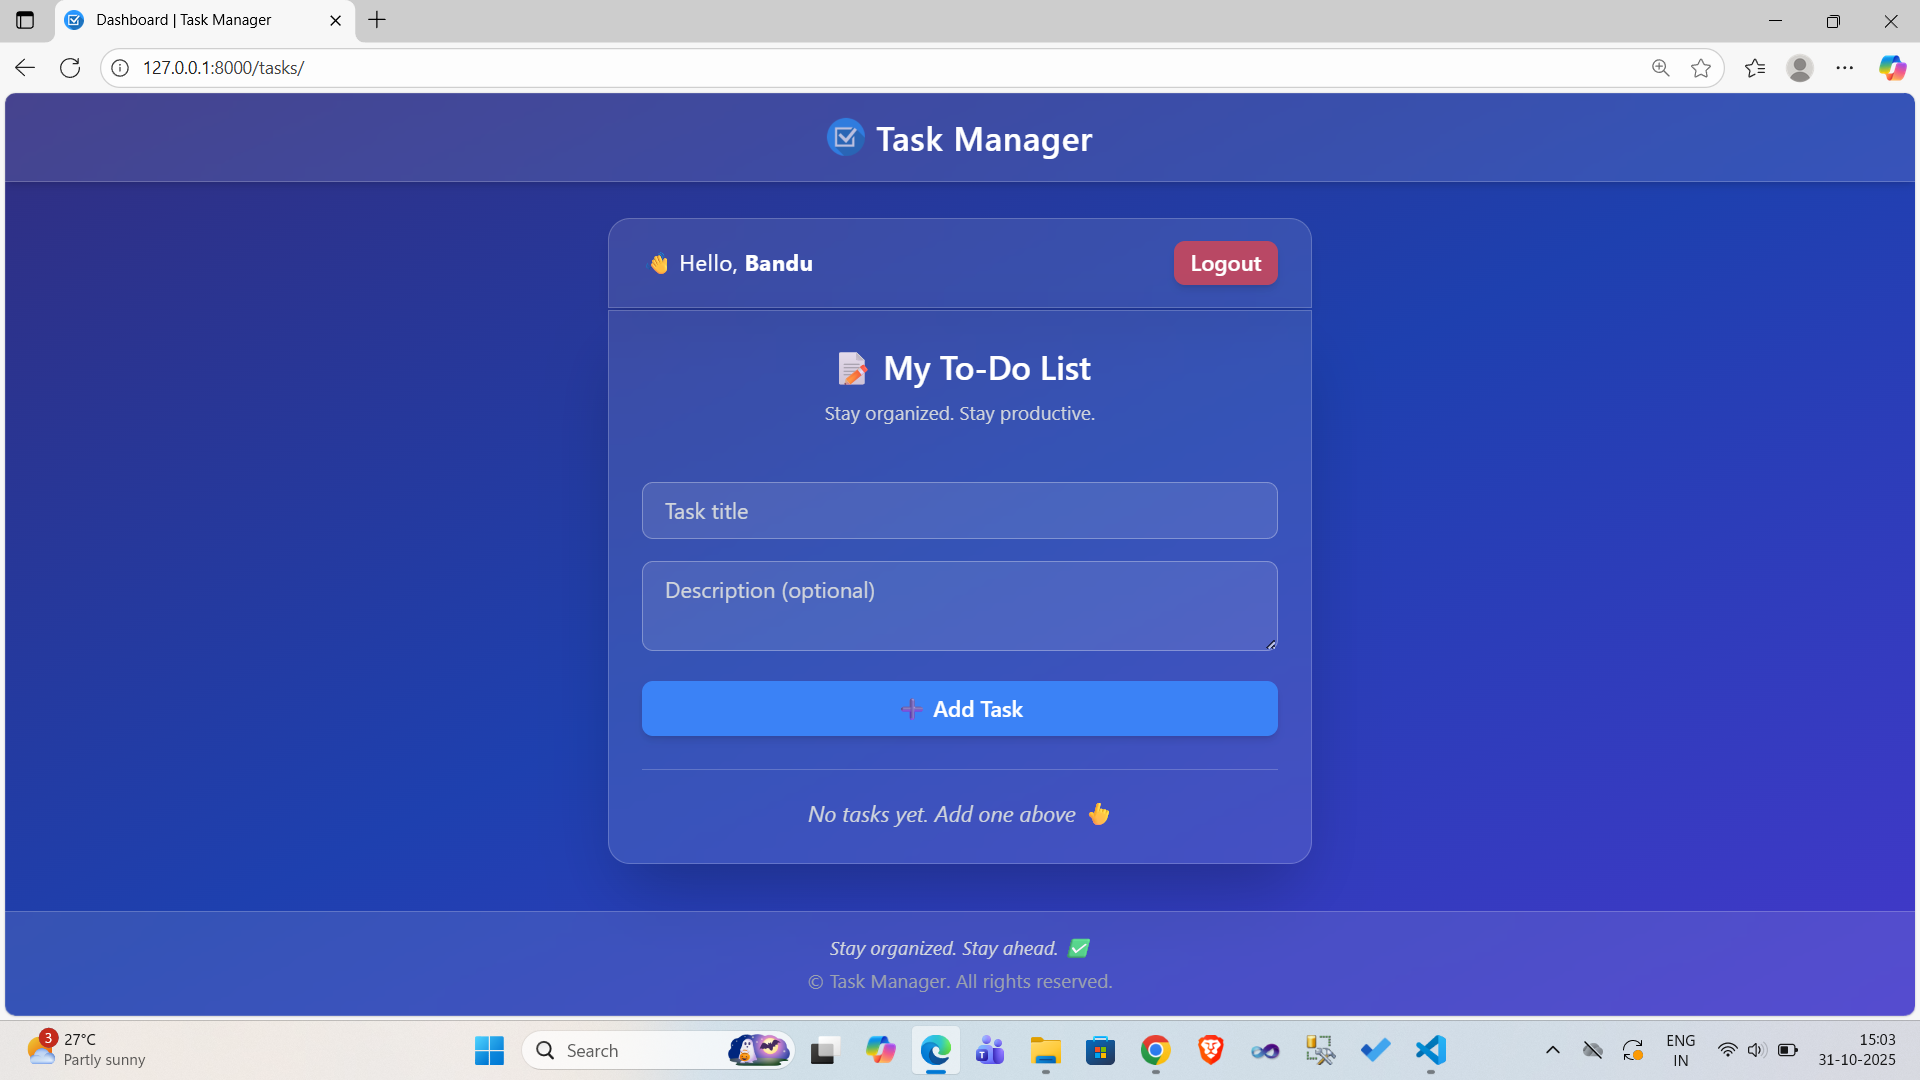 Dashboard | Task Manager
127.0.0.1:8000/tasks/
Task Manager
👋 Hello, Bandu
Logout
📝 My To-Do List
Stay organized. Stay productive.
Task title
Description (optional)
➕ Add Task
No tasks yet. Add one above 👆
Stay organized. Stay ahead. ✅
© Task Manager. All rights reserved.
3
27°C
Partly sunny
Search
ENG
IN
15:03
31-10-2025